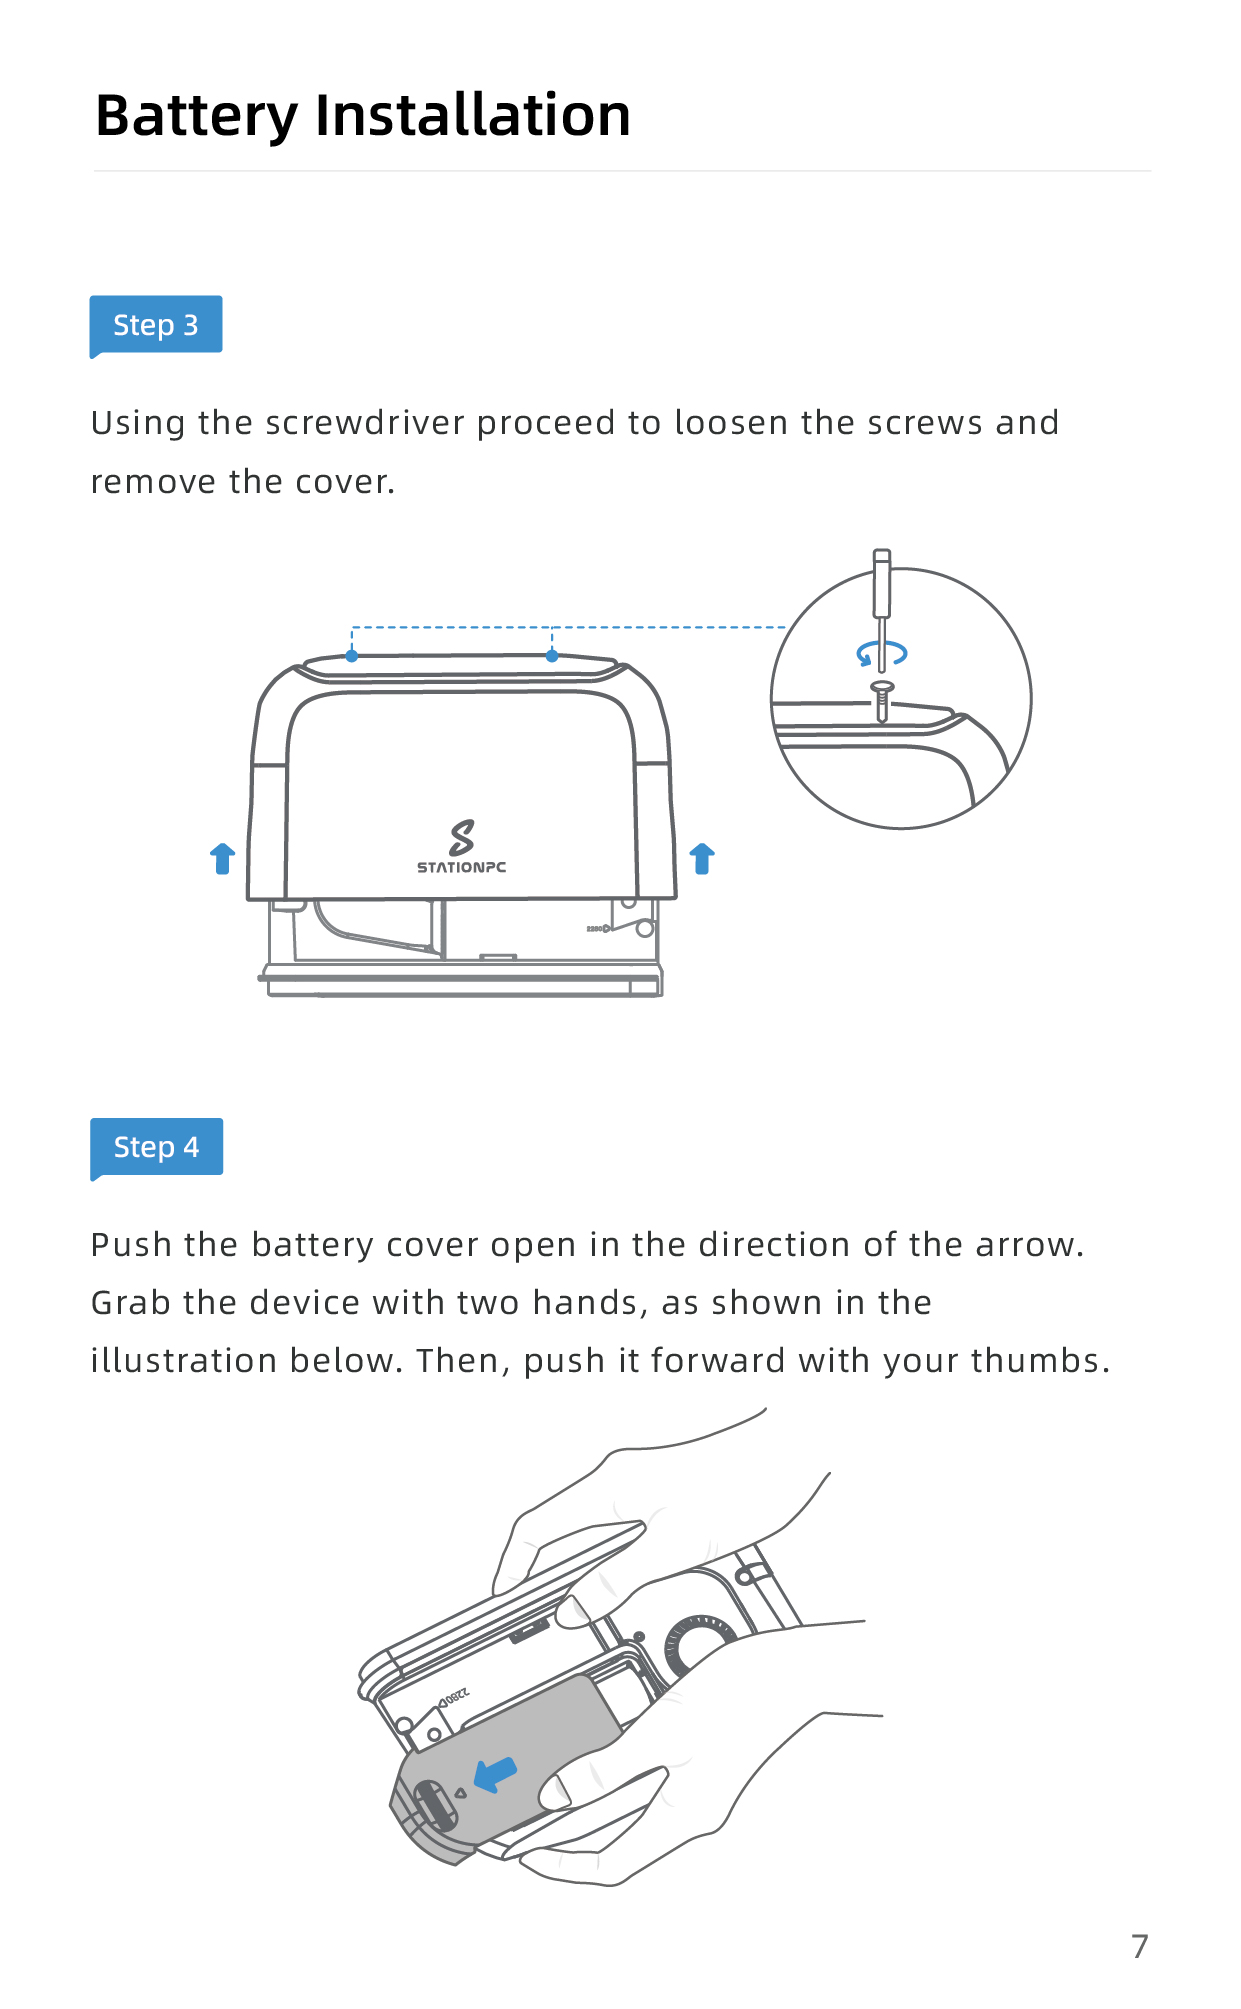 Battery Installation
Step 3
Using the screwdriver proceed to loosen the screws and
remove the cover.
STATIONPC
2280
Step 4
Push the battery cover open in the direction of the arrow.
Grab the device with two hands, as shown in the
illustration below. Then, push it forward with your thumbs.
2280
7